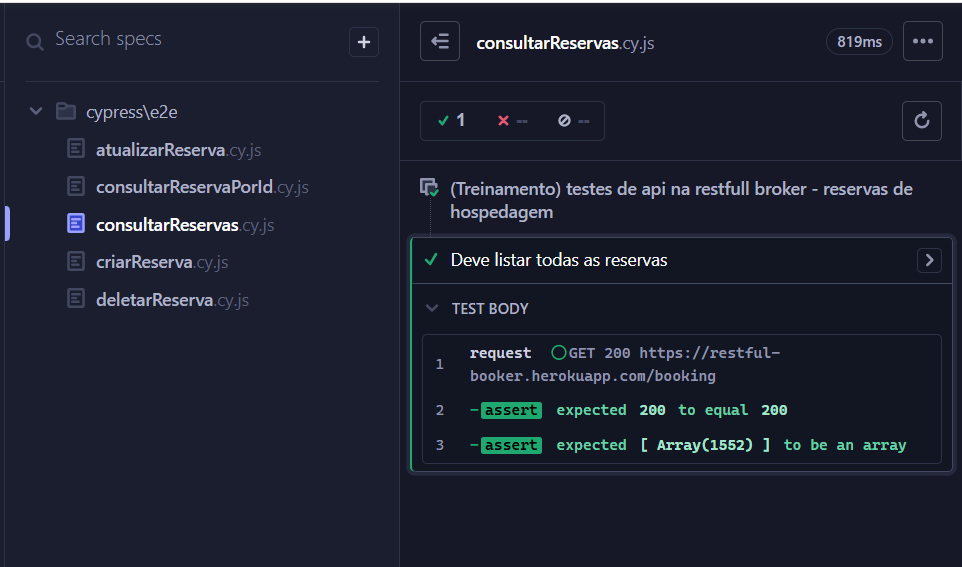 Search specs
+
cypress\e2e
atualizarReserva.cy.js
consultarReservaPorId.cy.js
consultarReservas.cy.js
criarReserva.cy.js
deletarReserva.cy.js
consultarReservas.cy.js
819ms
1
--
--
(Treinamento) testes de api na restfull broker - reservas de
hospedagem
Deve listar todas as reservas
TEST BODY
1 request GET 200 https://restful-
booker.herokuapp.com/booking
2 -assert expected 200 to equal 200
3 -assert expected [ Array(1552) ] to be an array